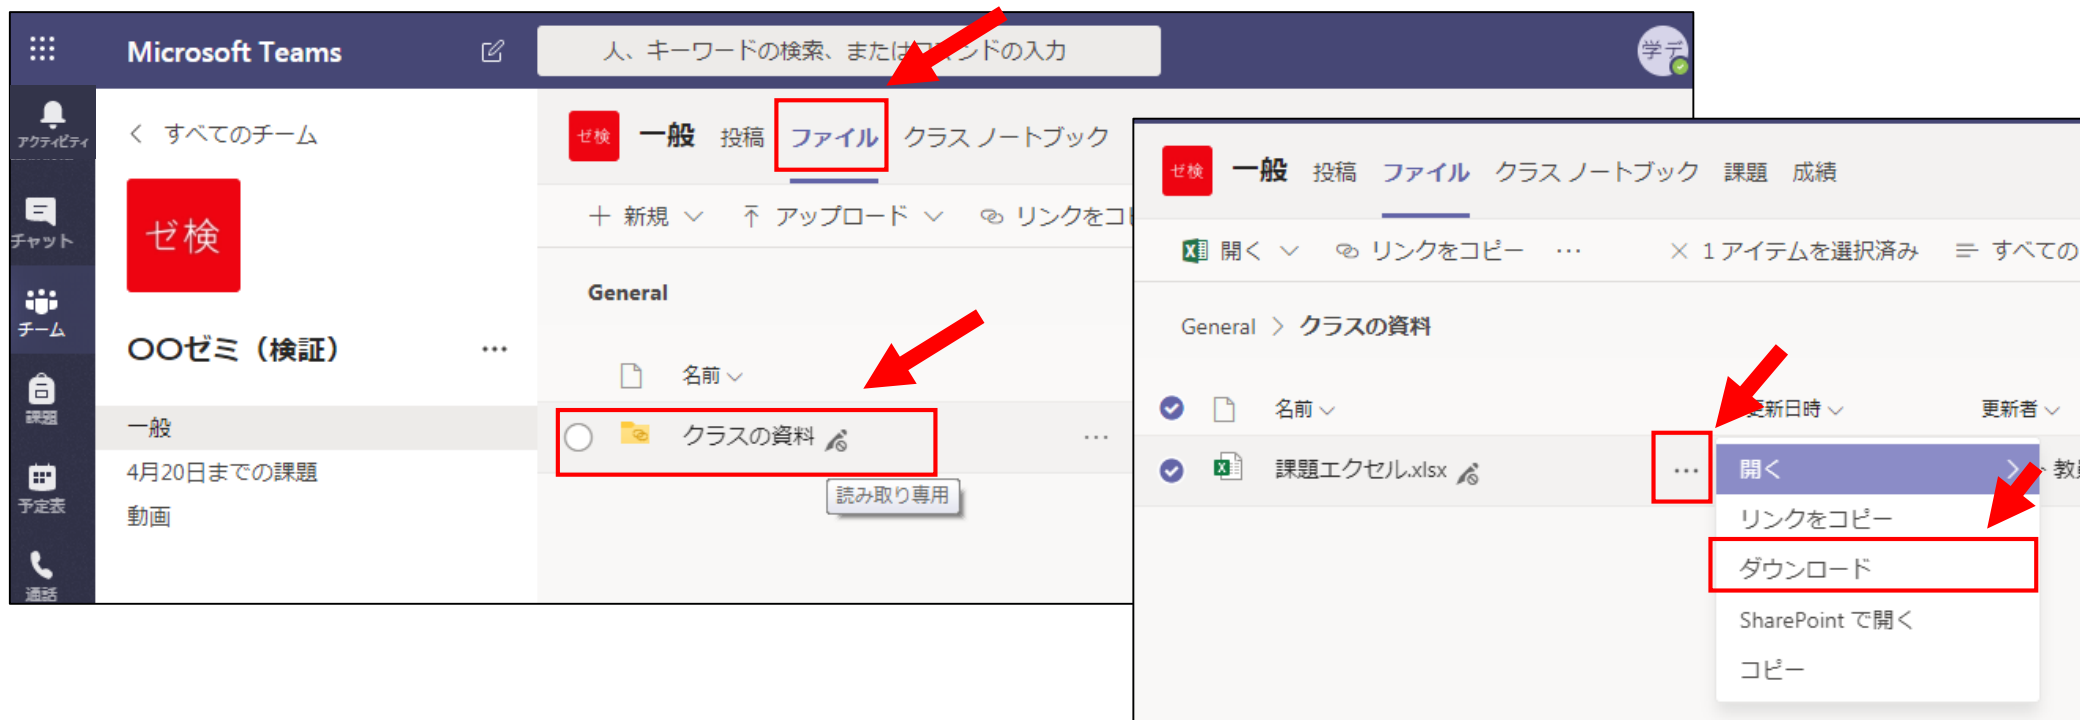 Microsoft Teams
人、キーワードの検索、または
ンドの入力
学デ
アクティビティ
チャット
チーム
課題
予定表
通話
すべてのチーム
ゼ検
〇〇ゼミ（検証）
…
一般
4月20日までの課題
動画
ゼ検 一般 投稿 ファイル クラス ノートブック
＋ 新規 アップロード リンクをコ
General
名前
クラスの資料 …
読み取り専用
ゼ検 一般 投稿 ファイル クラス ノートブック 課題 成績
開く リンクをコピー … × 1 アイテムを選択済み すべての
General > クラスの資料
名前 更新日時 更新者
課題エクセル.xlsx …
開く >
リンクをコピー
ダウンロード
SharePoint で開く
コピー